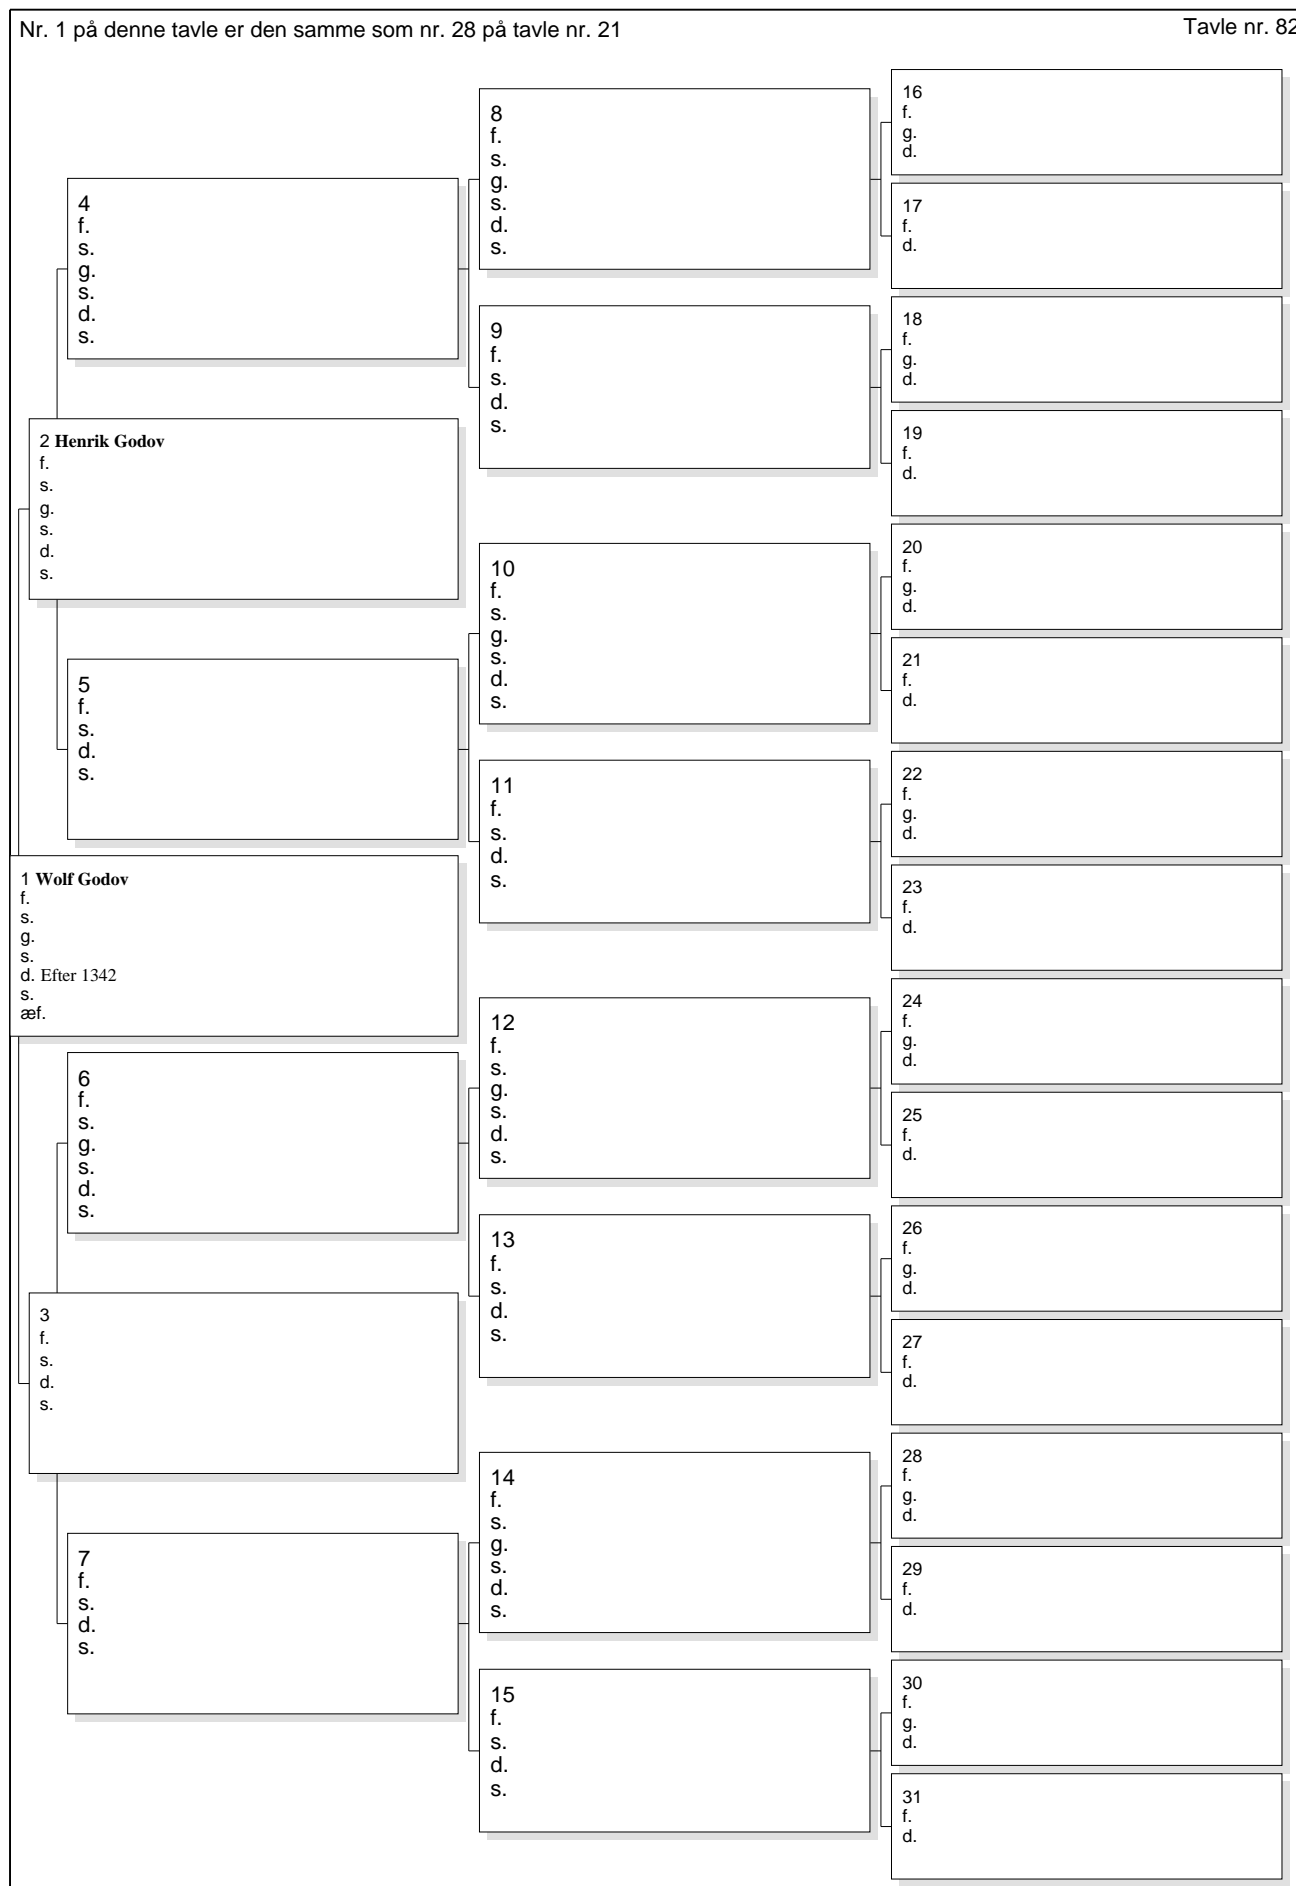 Nr. 1 på denne tavle er den samme som nr. 28 på tavle nr. 21
Tavle nr. 82
1 Wolf Godov
f.
s.
g.
s.
d. Efter 1342
s.
æf.
2 Henrik Godov
f.
s.
g.
s.
d.
s.
3
f.
s.
d.
s.
4
f.
s.
g.
s.
d.
s.
5
f.
s.
d.
s.
6
f.
s.
g.
s.
d.
s.
7
f.
s.
d.
s.
8
f.
s.
g.
s.
d.
s.
9
f.
s.
d.
s.
10
f.
s.
g.
s.
d.
s.
11
f.
s.
d.
s.
12
f.
s.
g.
s.
d.
s.
13
f.
s.
d.
s.
14
f.
s.
g.
s.
d.
s.
15
f.
s.
d.
s.
16
f.
g.
d.
17
f.
d.
18
f.
g.
d.
19
f.
d.
20
f.
g.
d.
21
f.
d.
22
f.
g.
d.
23
f.
d.
24
f.
g.
d.
25
f.
d.
26
f.
g.
d.
27
f.
d.
28
f.
g.
d.
29
f.
d.
30
f.
g.
d.
31
f.
d.